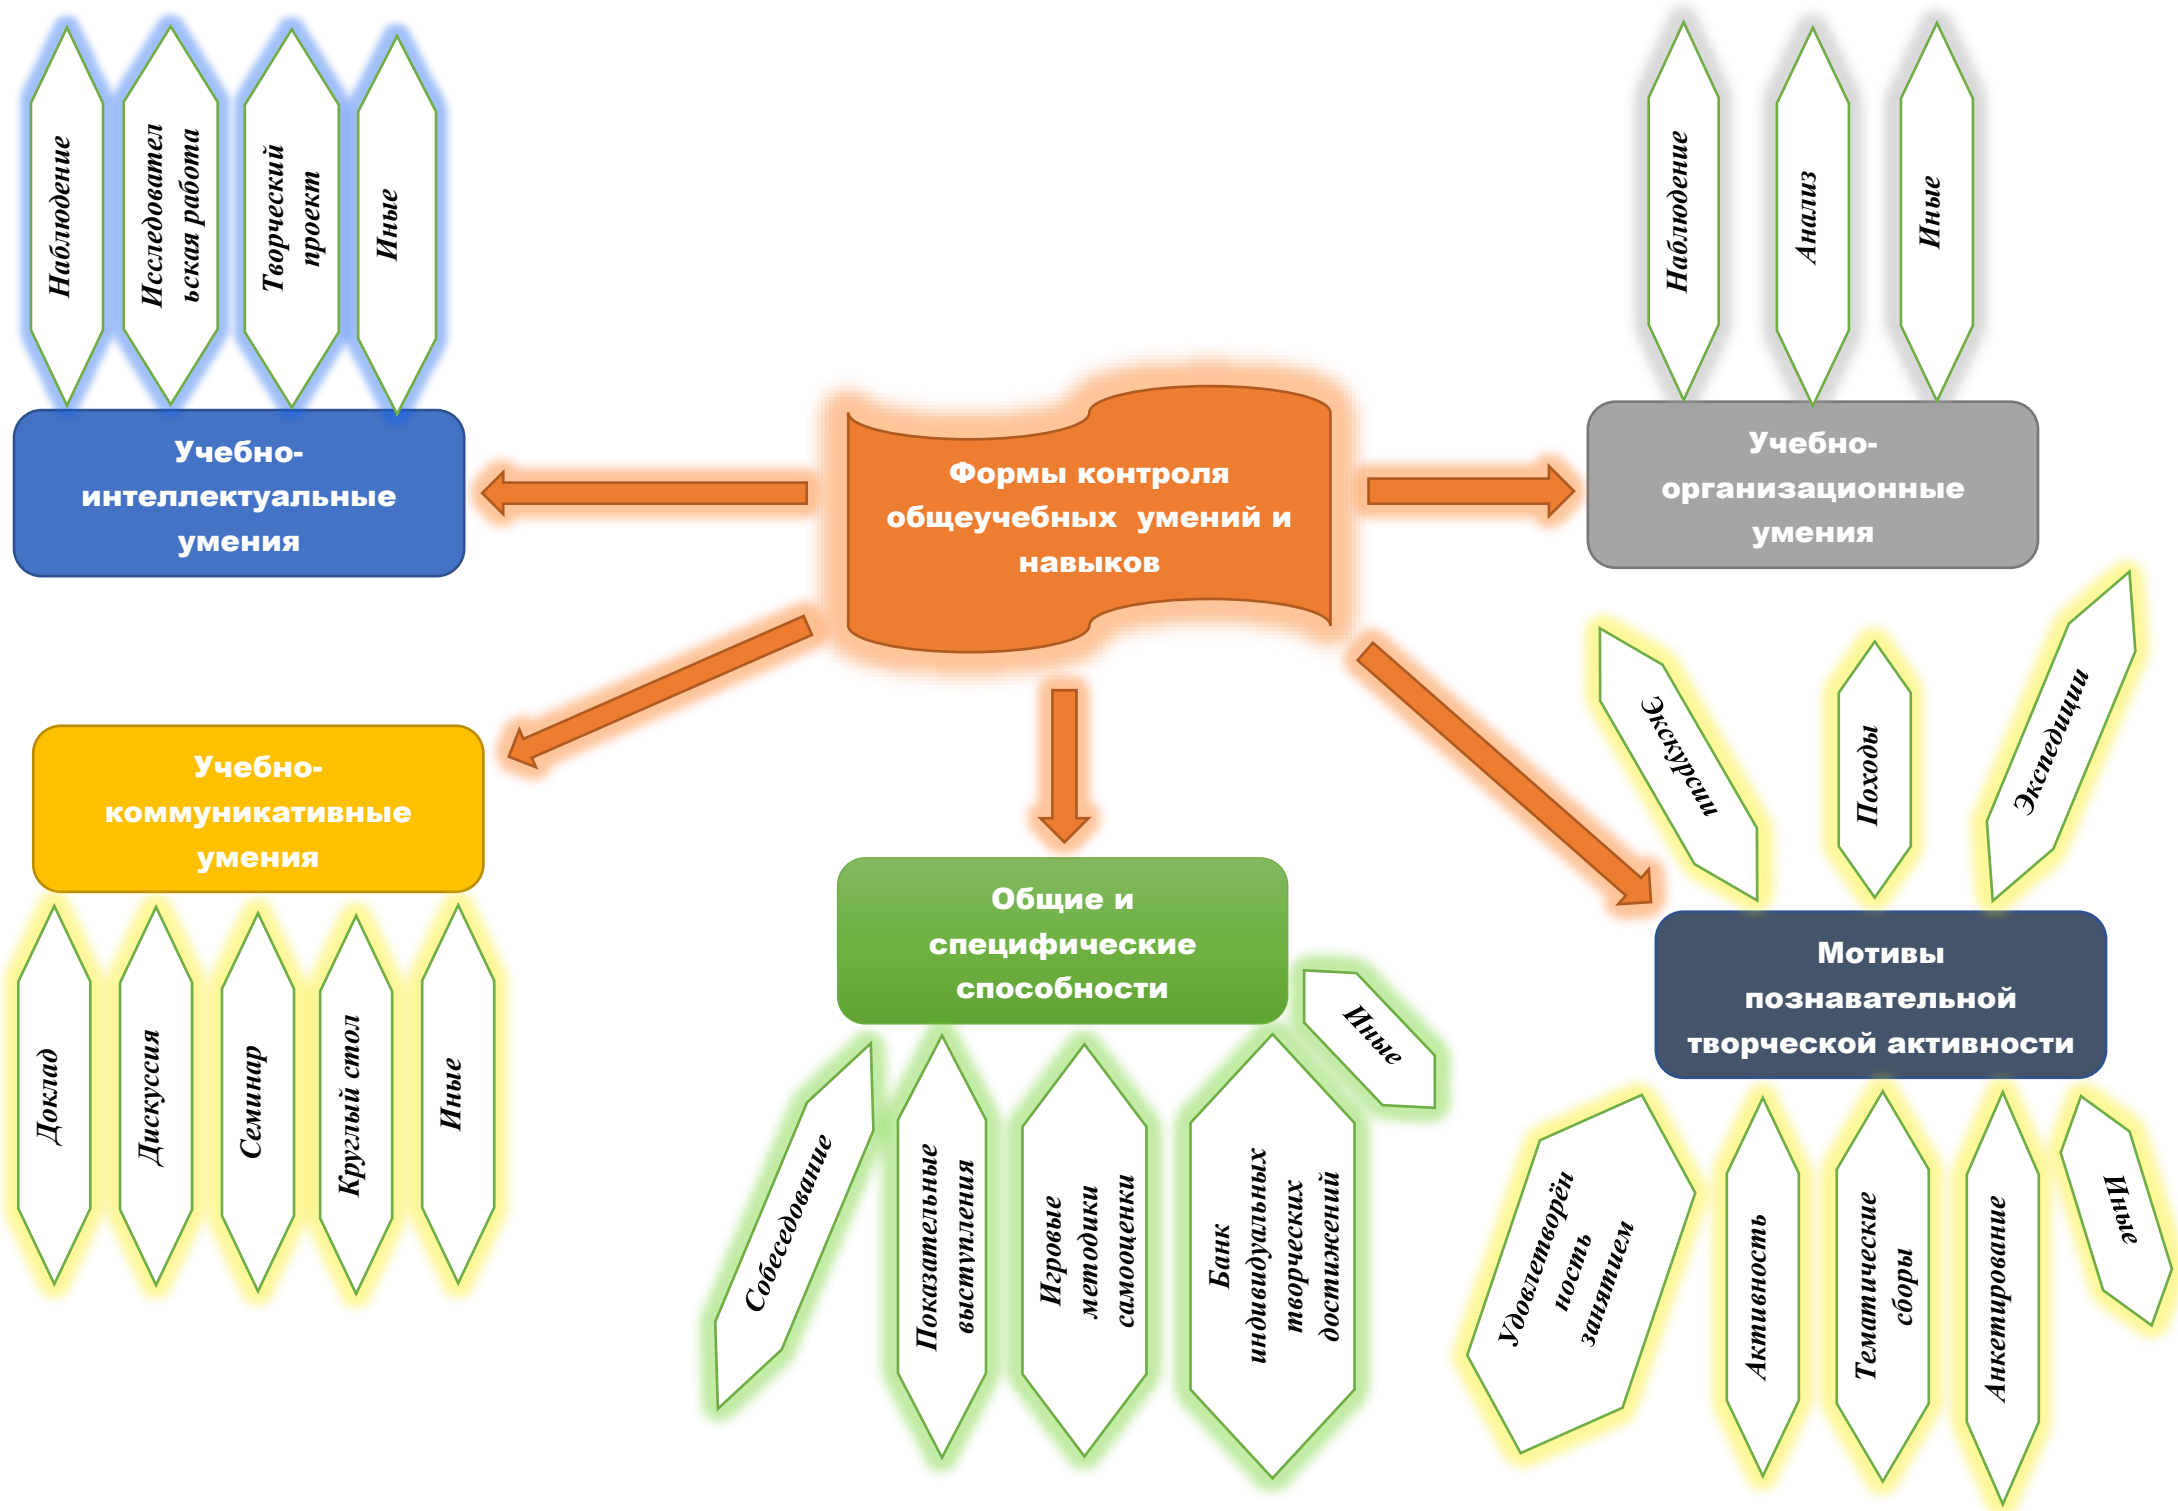 Наблюдение
Исследовател
ьская работа
Творческий
проект
Иные
Наблюдение
Анализ
Иные
Учебно-
интеллектуальные
умения
Формы контроля
общеучебных  умений и
навыков
Учебно-
организационные
умения
Экскурсии
Походы
Экспедиции
Учебно-
коммуникативные
умения
Общие и
специфические
способности
Мотивы
познавательной
творческой активности
Доклад
Дискуссия
Семинар
Круглый стол
Иные
Собеседование
Показательные
выступления
Игровые
методики
самооценки
Банк
индивидуальных
творческих
достижений
Иные
Удовлетворён
ность
занятием
Активность
Тематические
сборы
Анкетирование
Иные